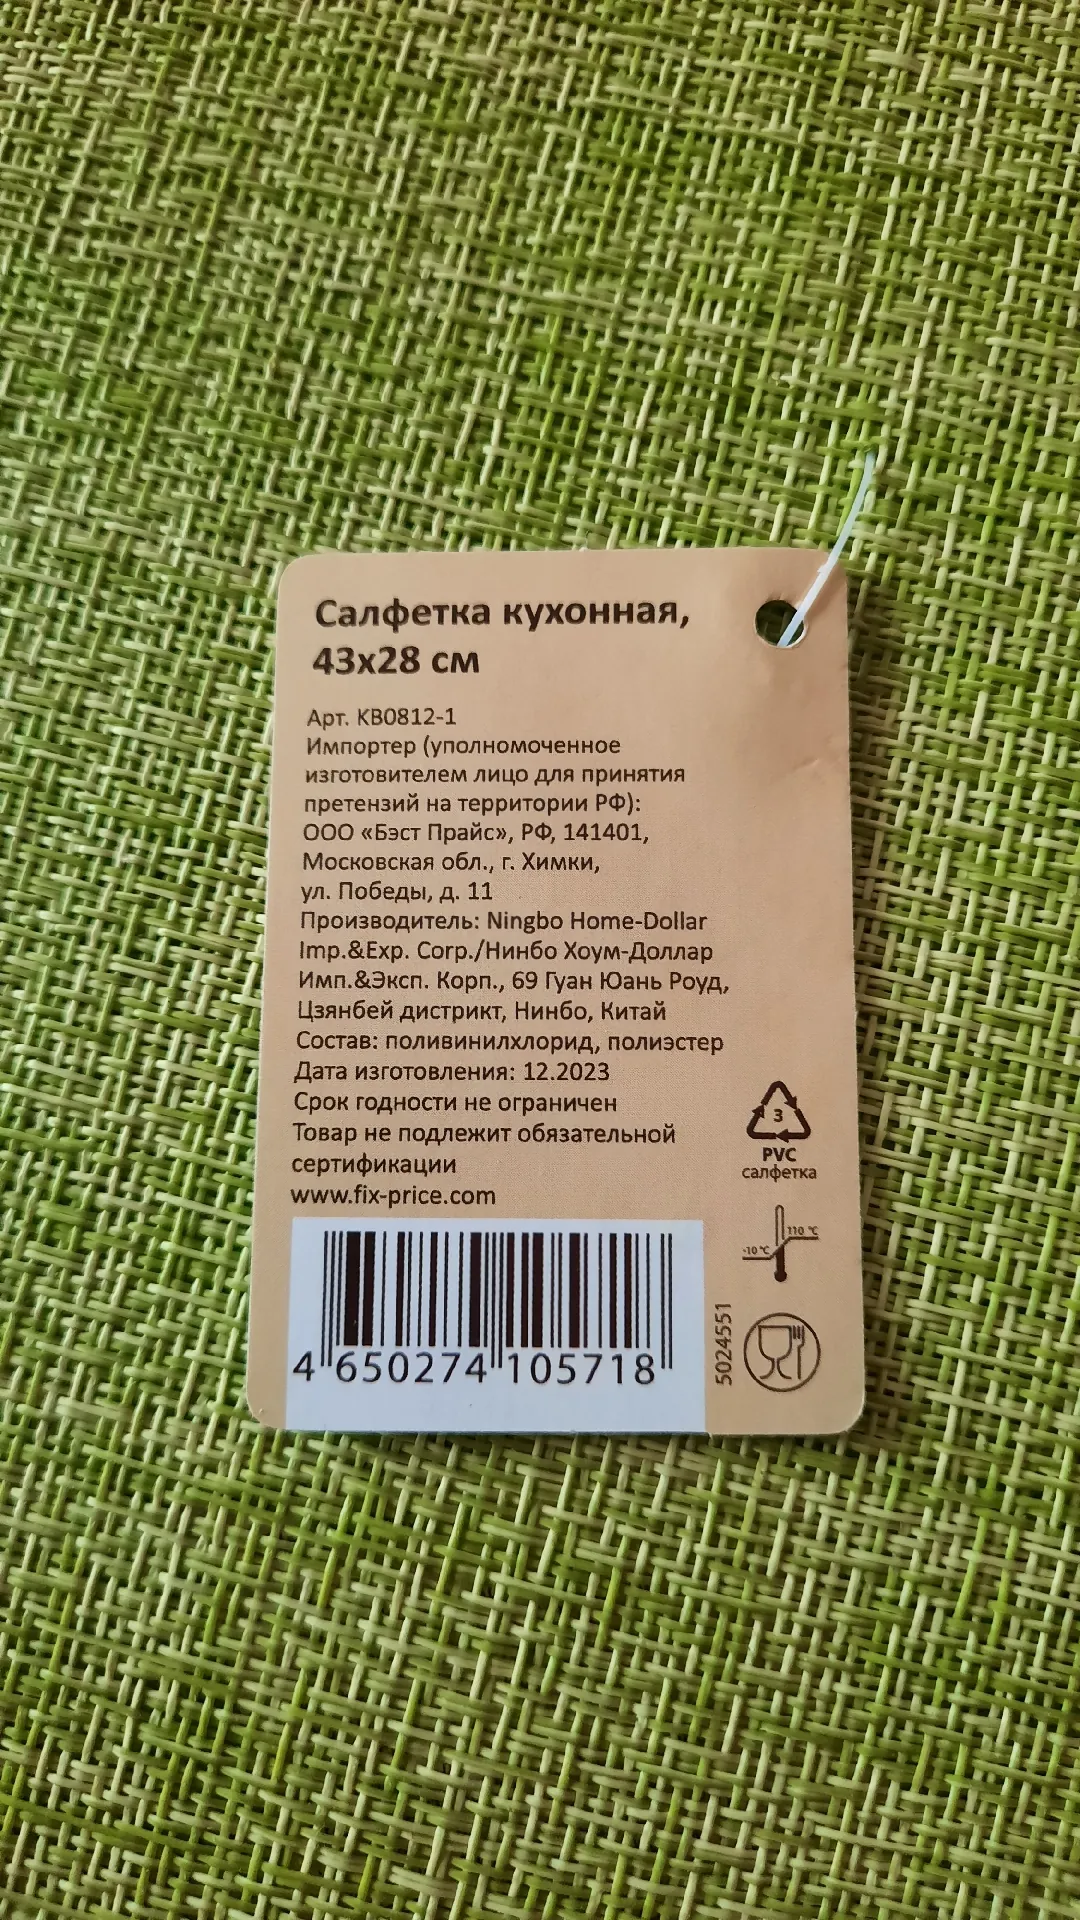 Салфетка кухонная,
43х28 см
Арт. КВ0812-1
Импортер (уполномоченное
изготовителем лицо для принятия
претензий на территории РФ):
ООО «Бэст Прайс», РФ, 141401,
Московская обл., г. Химки,
ул. Победы, д. 11
Производитель: Ningbo Home-Dollar
Imp.&Exp. Corp./Нинбо Хоум-Доллар
Имп.&Эксп. Корп., 69 Гуан Юань Роуд,
Цзянбей дистрикт, Нинбо, Китай
Состав: поливинилхлорид, полиэстер
Дата изготовления: 12.2023
Срок годности не ограничен
Товар не подлежит обязательной
сертификации
www.fix-price.com
3
PVC
салфетка
110 °C
-10 °C
4 650274 105718
5024551